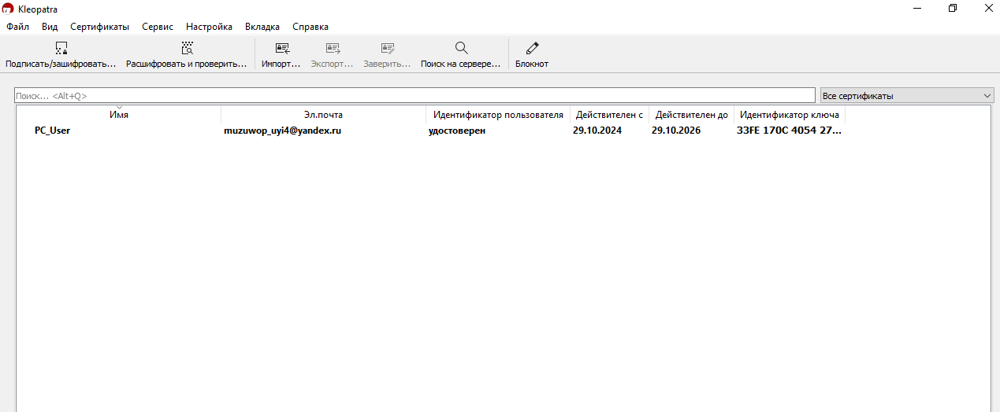 Kleopatra
Файл Вид Сертификаты Сервис Настройка Вкладка Справка
Подписать/зашифровать... Расшифровать и проверить... Импорт... Экспорт... Заверить... Поиск на сервере... Блокнот
Поиск... <Alt+Q> Все сертификаты
Имя Эл.почта Идентификатор пользователя Действителен с Действителен до Идентификатор ключа
PC_User muzuwop_uyi4@yandex.ru удостоверен 29.10.2024 29.10.2026 33FE 170C 4054 27...